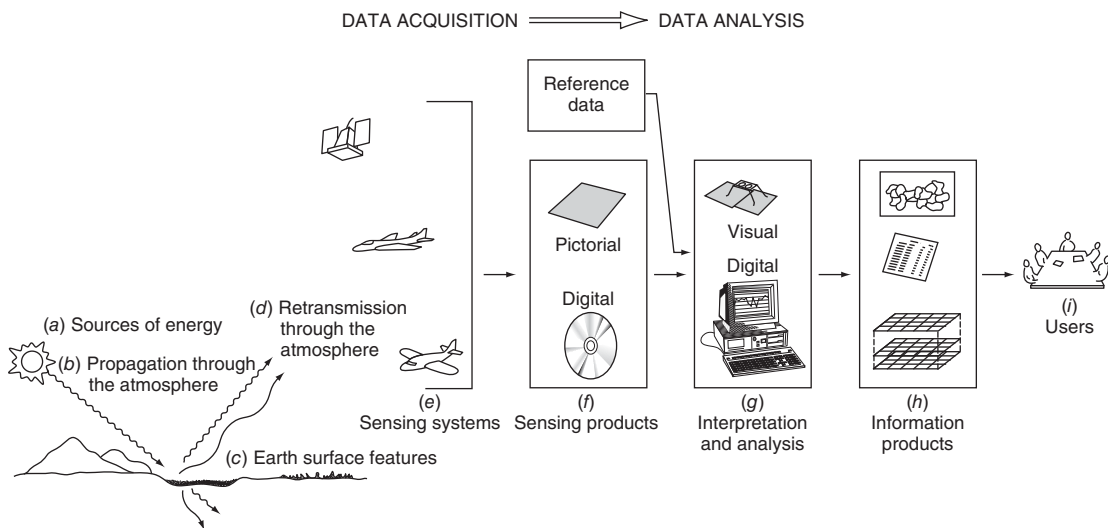 DATA ACQUISITION
DATA ANALYSIS
Reference
data
Pictorial
Digital
Visual
Digital
(a) Sources of energy
(b) Propagation through
the atmosphere
(c) Earth surface features
(d) Retransmission
through the
atmosphere
(e)
Sensing systems
(f)
Sensing products
(g)
Interpretation
and analysis
(h)
Information
products
(i)
Users